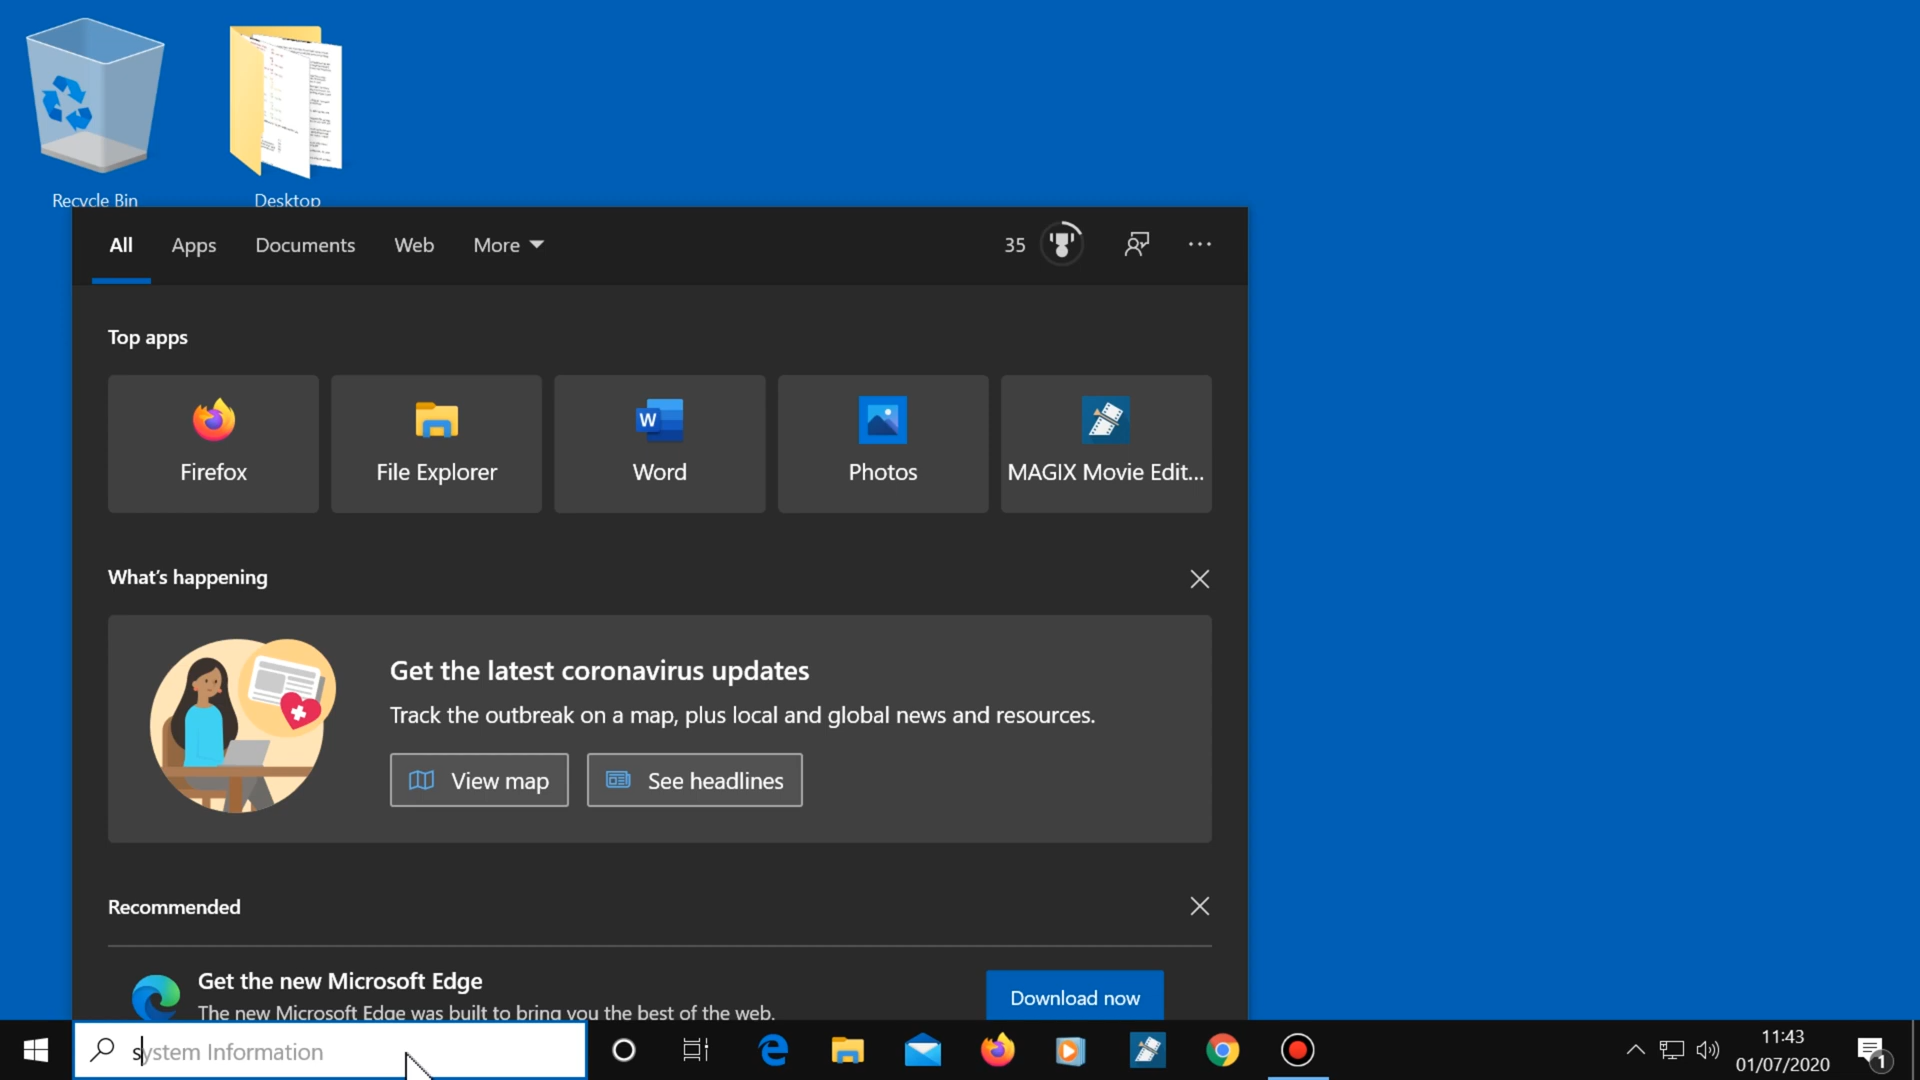 Recycle Bin
Desktop
All
Apps
Documents
Web
More
35
Top apps
Firefox
File Explorer
W
Word
Photos
MAGIX Movie Edit...
What's happening
Get the latest coronavirus updates
Track the outbreak on a map, plus local and global news and resources.
View map
See headlines
Recommended
Get the new Microsoft Edge
The new Microsoft Edge was built to bring you the best of the web.
Download now
system Information
11:43
01/07/2020
1